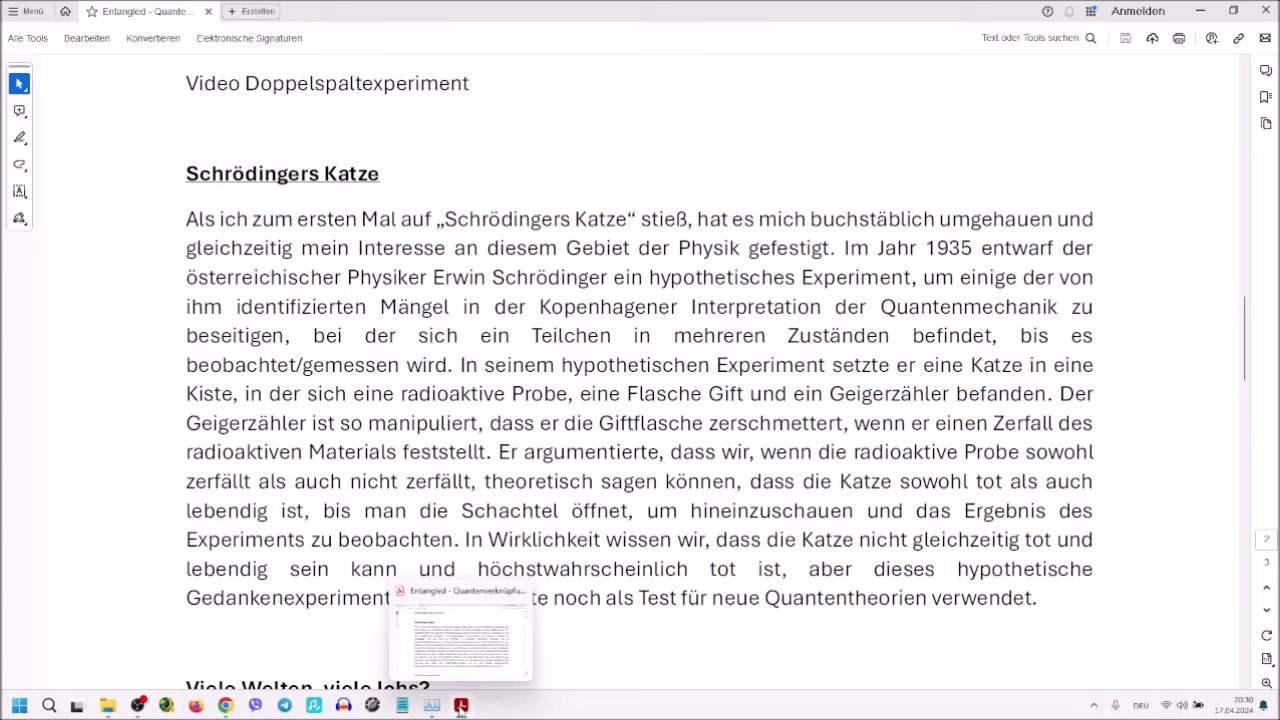 Menü
Entangled - Quante...
Erstellen
Anmelden
Alle Tools
Bearbeiten
Konvertieren
Elektronische Signaturen
Text oder Tools suchen
Video Doppelspaltexperiment
Schrödingers Katze
Als ich zum ersten Mal auf „Schrödingers Katze“ stieß, hat es mich buchstäblich umgehauen und
gleichzeitig mein Interesse an diesem Gebiet der Physik gefestigt. Im Jahr 1935 entwarf der
österreichischer Physiker Erwin Schrödinger ein hypothetisches Experiment, um einige der von
ihm identifizierten Mängel in der Kopenhagener Interpretation der Quantenmechanik zu
beseitigen, bei der sich ein Teilchen in mehreren Zuständen befindet, bis es
beobachtet/gemessen wird. In seinem hypothetischen Experiment setzte er eine Katze in eine
Kiste, in der sich eine radioaktive Probe, eine Flasche Gift und ein Geigerzähler befanden. Der
Geigerzähler ist so manipuliert, dass er die Giftflasche zerschmettert, wenn er einen Zerfall des
radioaktiven Materials feststellt. Er argumentierte, dass wir, wenn die radioaktive Probe sowohl
zerfällt als auch nicht zerfällt, theoretisch sagen können, dass die Katze sowohl tot als auch
lebendig ist, bis man die Schachtel öffnet, um hineinzuschauen und das Ergebnis des
Experiments zu beobachten. In Wirklichkeit wissen wir, dass die Katze nicht gleichzeitig tot und
lebendig sein kann und höchstwahrscheinlich tot ist, aber dieses hypothetische
Gedankenexperiment te noch als Test für neue Quantentheorien verwendet.
Entangled - Quantenverknüpfu...
Viele Welten, viele Jobs?
2
3
DEU
20:30
17.04.2024